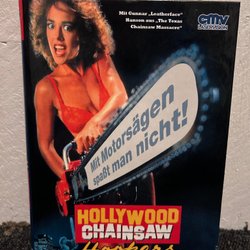 Mit Gunnar „Leatherface"
Hansen aus „The Texas
Chainsaw Massacre"
cmv
Mit Motorsägen
spaßt man nicht!
HOLLYWOOD
CHAINSAW
Hookers